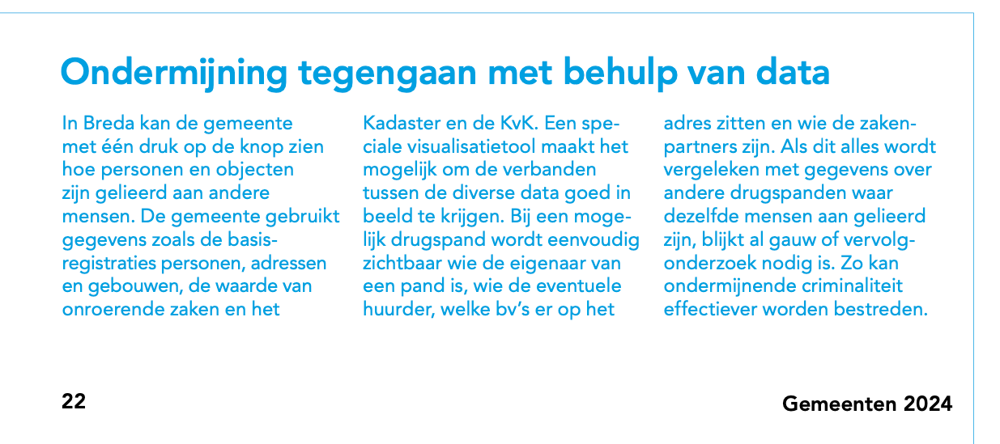 Ondermijning tegengaan met behulp van data
In Breda kan de gemeente
met één druk op de knop zien
hoe personen en objecten
zijn gelieerd aan andere
mensen. De gemeente gebruikt
gegevens zoals de basis-
registraties personen, adressen
en gebouwen, de waarde van
onroerende zaken en het
Kadaster en de KvK. Een spe-
ciale visualisatietool maakt het
mogelijk om de verbanden
tussen de diverse data goed in
beeld te krijgen. Bij een moge-
lijk drugspand wordt eenvoudig
zichtbaar wie de eigenaar van
een pand is, wie de eventuele
huurder, welke bv’s er op het
adres zitten en wie de zaken-
partners zijn. Als dit alles wordt
vergeleken met gegevens over
andere drugspanden waar
dezelfde mensen aan gelieerd
zijn, blijkt al gauw of vervolg-
onderzoek nodig is. Zo kan
ondermijnende criminaliteit
effectiever worden bestreden.
22
Gemeenten 2024